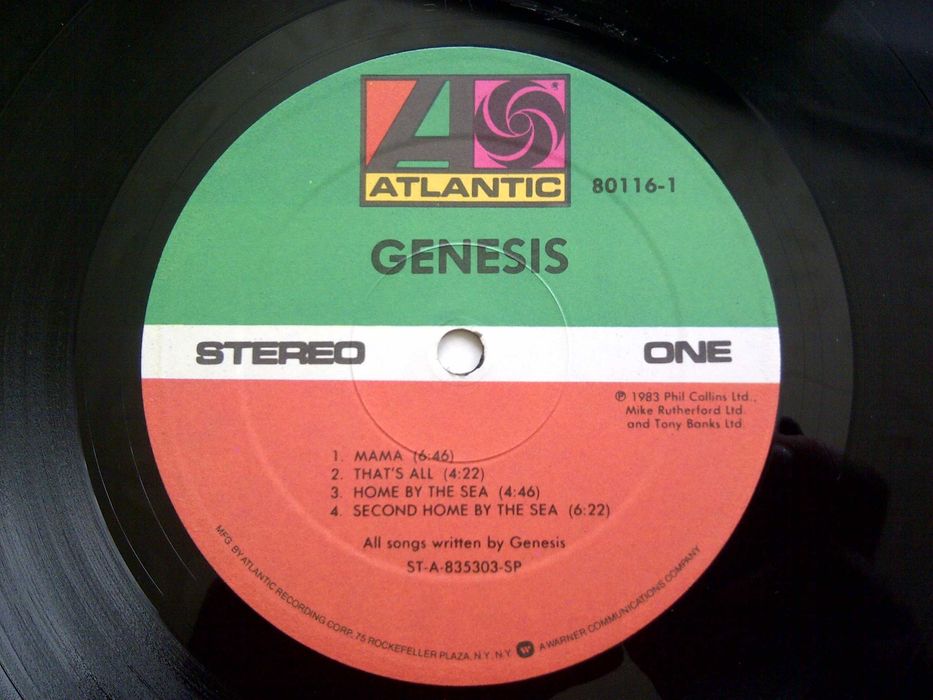 ATLANTIC
80116-1
GENESIS
STEREO
ONE
℗ 1983 Phil Collins Ltd.,
Mike Rutherford Ltd.
and Tony Banks Ltd.
1. MAMA (6:46)
2. THAT'S ALL (4:22)
3. HOME BY THE SEA (4:46)
4. SECOND HOME BY THE SEA (6:22)
All songs written by Genesis
ST-A-835303-SP
MFG. BY ATLANTIC RECORDING CORP. 75 ROCKEFELLER PLAZA, N.Y. N.Y. A WARNER COMMUNICATIONS COMPANY